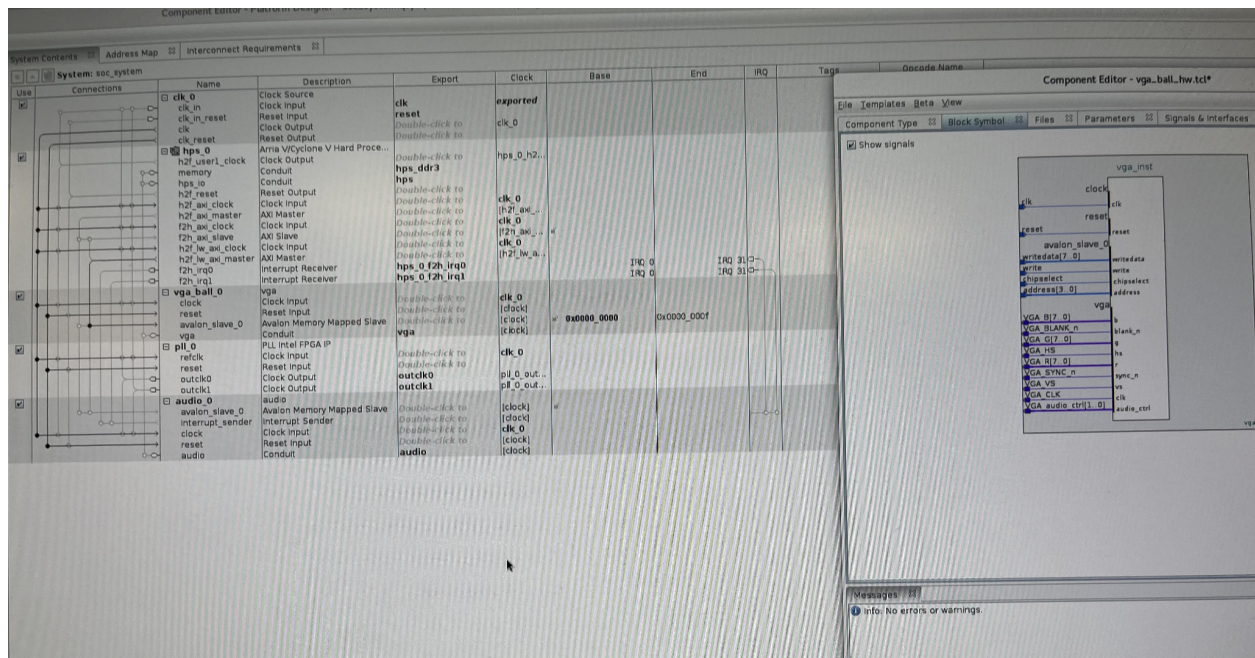 Component Editor - Platform Designer
System Contents Address Map Interconnect Requirements
System: soc_system
Use Connections Name Description Export Clock Base End IRQ Tags Opcode Name
clk_0 Clock Source
clk_in Clock Input clk exported
clk_in_reset Reset Input reset
clk Clock Output Double-click to clk_0
clk_reset Reset Output Double-click to
hps_0 Arria V/Cyclone V Hard Proce...
h2f_user1_clock Clock Output Double-click to hps_0_h2...
memory Conduit hps_ddr3
hps_io Conduit hps
h2f_reset Reset Output Double-click to
h2f_axi_clock Clock Input Double-click to clk_0
h2f_axi_master AXI Master Double-click to [h2f_axi_...
f2h_axi_clock Clock Input Double-click to clk_0
f2h_axi_slave AXI Slave Double-click to [f2h_ax...
h2f_lw_axi_clock Clock Input Double-click to clk_0
h2f_lw_axi_master AXI Master Double-click to [h2f_lw_a...
f2h_irq0 Interrupt Receiver hps_0_f2h_irq0 IRQ 0 IRQ 31
f2h_irq1 Interrupt Receiver hps_0_f2h_irq1 IRQ 0 IRQ 31
vga_ball_0 vga
clock Clock Input Double-click to clk_0
reset Reset Input Double-click to [clock]
avalon_slave_0 Avalon Memory Mapped Slave Double-click to [clock] 0x0000_0000 0x0000_000f
vga Conduit vga [clock]
pll_0 PLL Intel FPGA IP
refclk Clock Input Double-click to clk_0
reset Reset Input Double-click to
outclk0 Clock Output outclk0 pll_0_out...
outclk1 Clock Output outclk1 pll_0_out...
audio_0 audio
avalon_slave_0 Avalon Memory Mapped Slave Double-click to [clock]
interrupt_sender Interrupt Sender Double-click to [clock]
clock Clock Input Double-click to clk_0
reset Reset Input Double-click to [clock]
audio Conduit audio [clock]
Component Editor - vga_ball_hw.tcl*
File Templates Beta View
Component Type Block Symbol Files Parameters Signals & Interfaces
Show signals
vga_inst
clock
clk clk
reset
reset reset
avalon_slave_0
writedata[7..0] writedata
write write
chipselect chipselect
address[3..0] address
vga
VGA_B[7..0] b
VGA_BLANK_n blank_n
VGA_G[7..0] g
VGA_HS hs
VGA_R[7..0] r
VGA_SYNC_n sync_n
VGA_VS vs
VGA_CLK clk
VGA_audio_ctrl[1..0] audio_ctrl
Messages
Info: No errors or warnings.